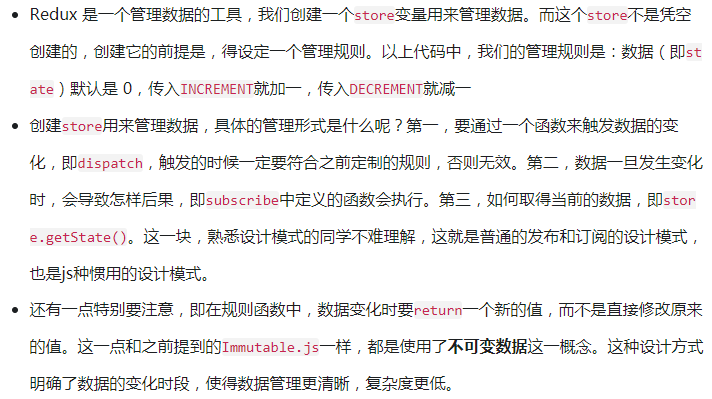 Redux 是一个管理数据的工具，我们创建一个store变量用来管理数据。而这个store不是凭空
创建的，创建它的前提是，得设定一个管理规则。以上代码中，我们的管理规则是：数据（即st
ate）默认是 0，传入INCREMENT就加一，传入DECREMENT就减一
创建store用来管理数据，具体的管理形式是什么呢？第一，要通过一个函数来触发数据的变
化，即dispatch，触发的时候一定要符合之前定制的规则，否则无效。第二，数据一旦发生变化
时，会导致怎样后果，即subscribe中定义的函数会执行。第三，如何取得当前的数据，即stor
e.getState()。这一块，熟悉设计模式的同学不难理解，这就是普通的发布和订阅的设计模式，
也是js种惯用的设计模式。
还有一点特别要注意，即在规则函数中，数据变化时要return一个新的值，而不是直接修改原来
的值。这一点和之前提到的Immutable.js一样，都是使用了不可变数据这一概念。这种设计方式
明确了数据的变化时段，使得数据管理更清晰，复杂度更低。